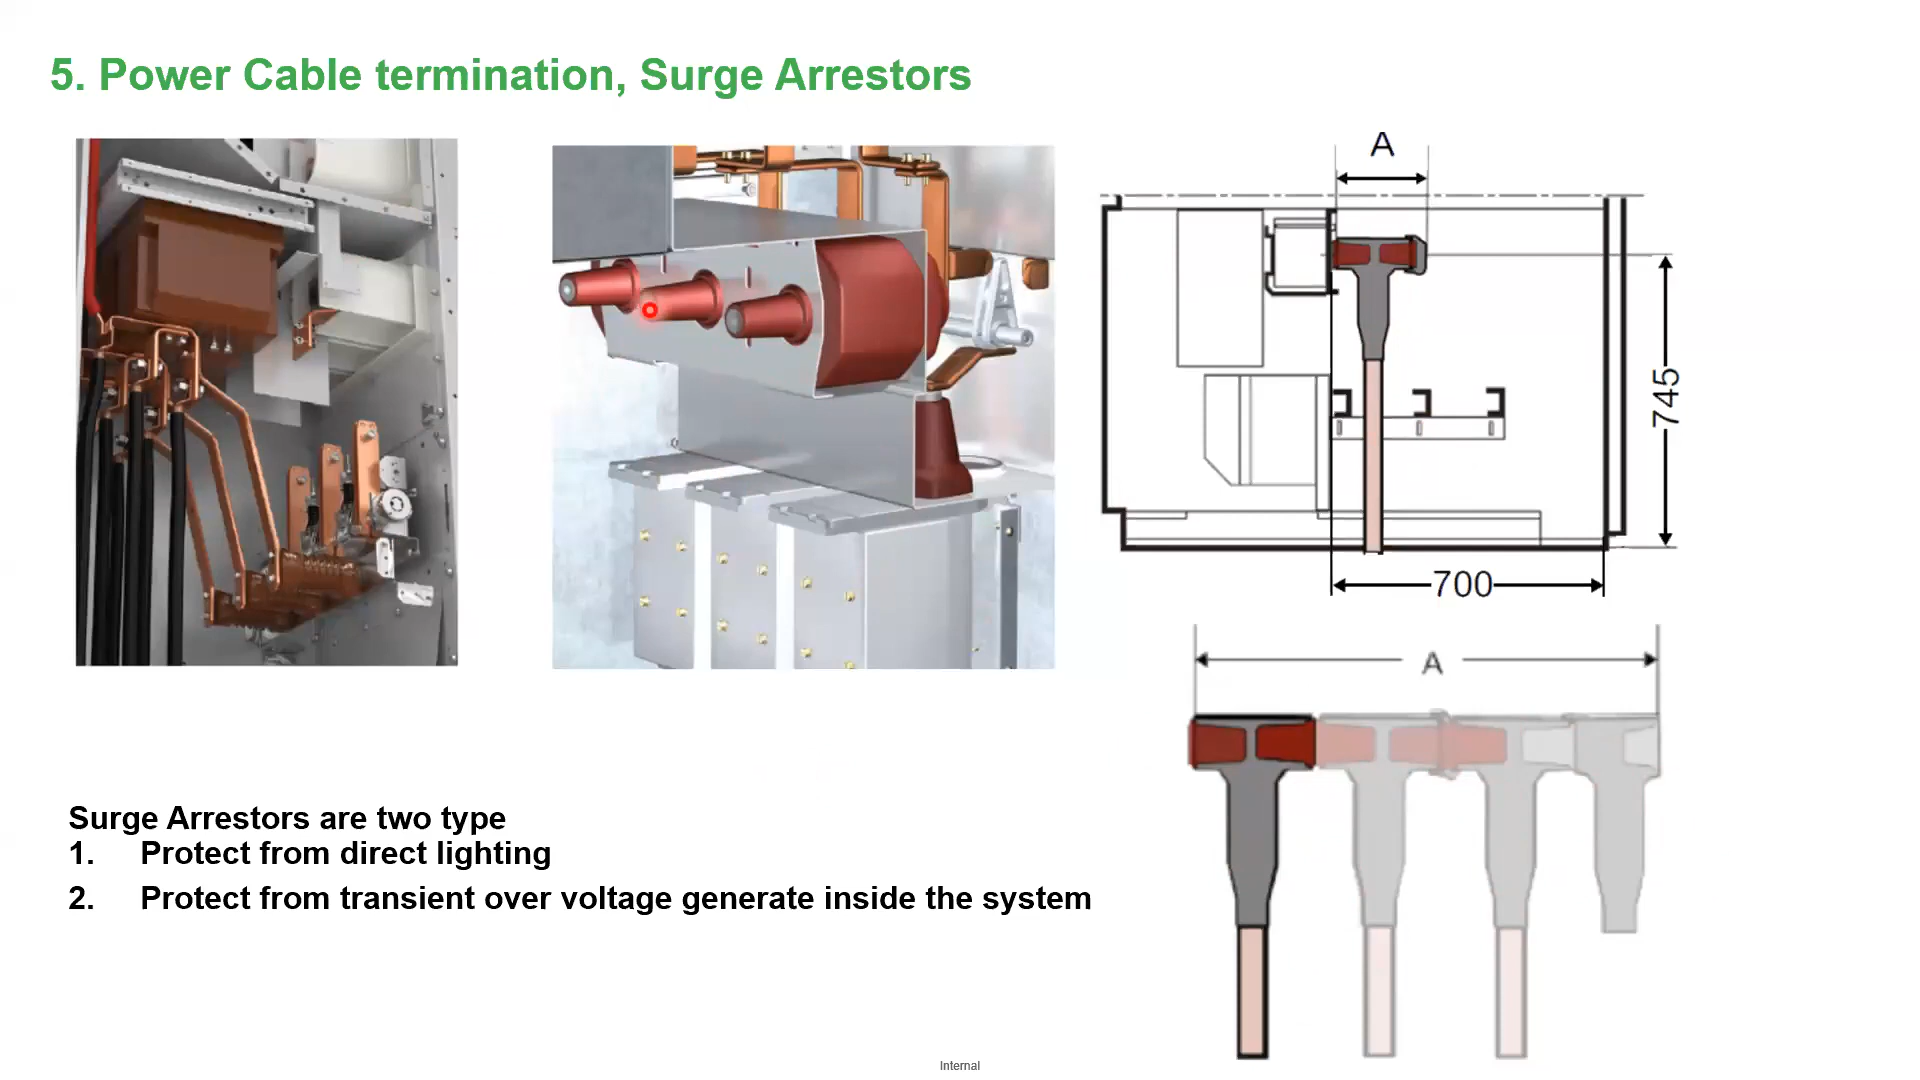 5. Power Cable termination, Surge Arrestors
A
745
700
A
Surge Arrestors are two type
1. Protect from direct lighting
2. Protect from transient over voltage generate inside the system
Internal